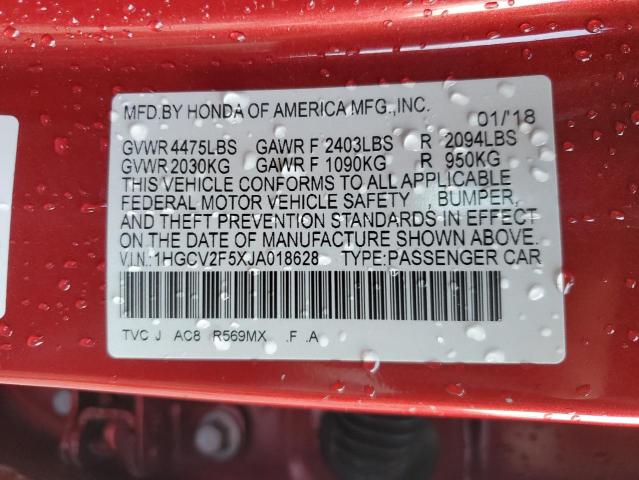 MFD.BY HONDA OF AMERICA MFG.,INC. 01/'18
GVWR 4475LBS GAWR F 2403LBS R 2094LBS
GVWR 2030KG GAWR F 1090KG R 950KG
THIS VEHICLE CONFORMS TO ALL APPLICABLE
FEDERAL MOTOR VEHICLE SAFETY , BUMPER,
AND THEFT PREVENTION STANDARDS IN EFFECT
ON THE DATE OF MANUFACTURE SHOWN ABOVE.
V.I.N.:1HGCV2F5XJA018628 TYPE:PASSENGER CAR
TVC J AC8 R569MX .F .A